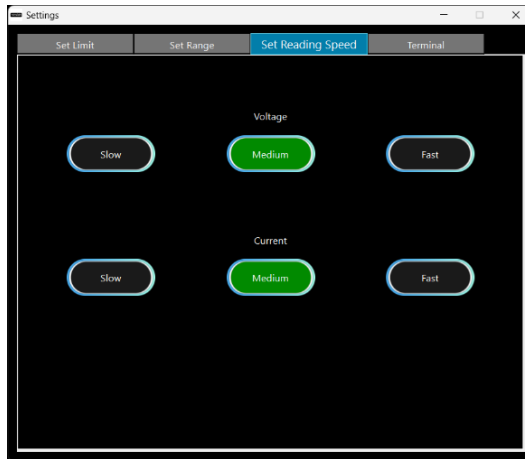 Settings
Set Limit Set Range Set Reading Speed Terminal
Voltage
Slow Medium Fast
Current
Slow Medium Fast